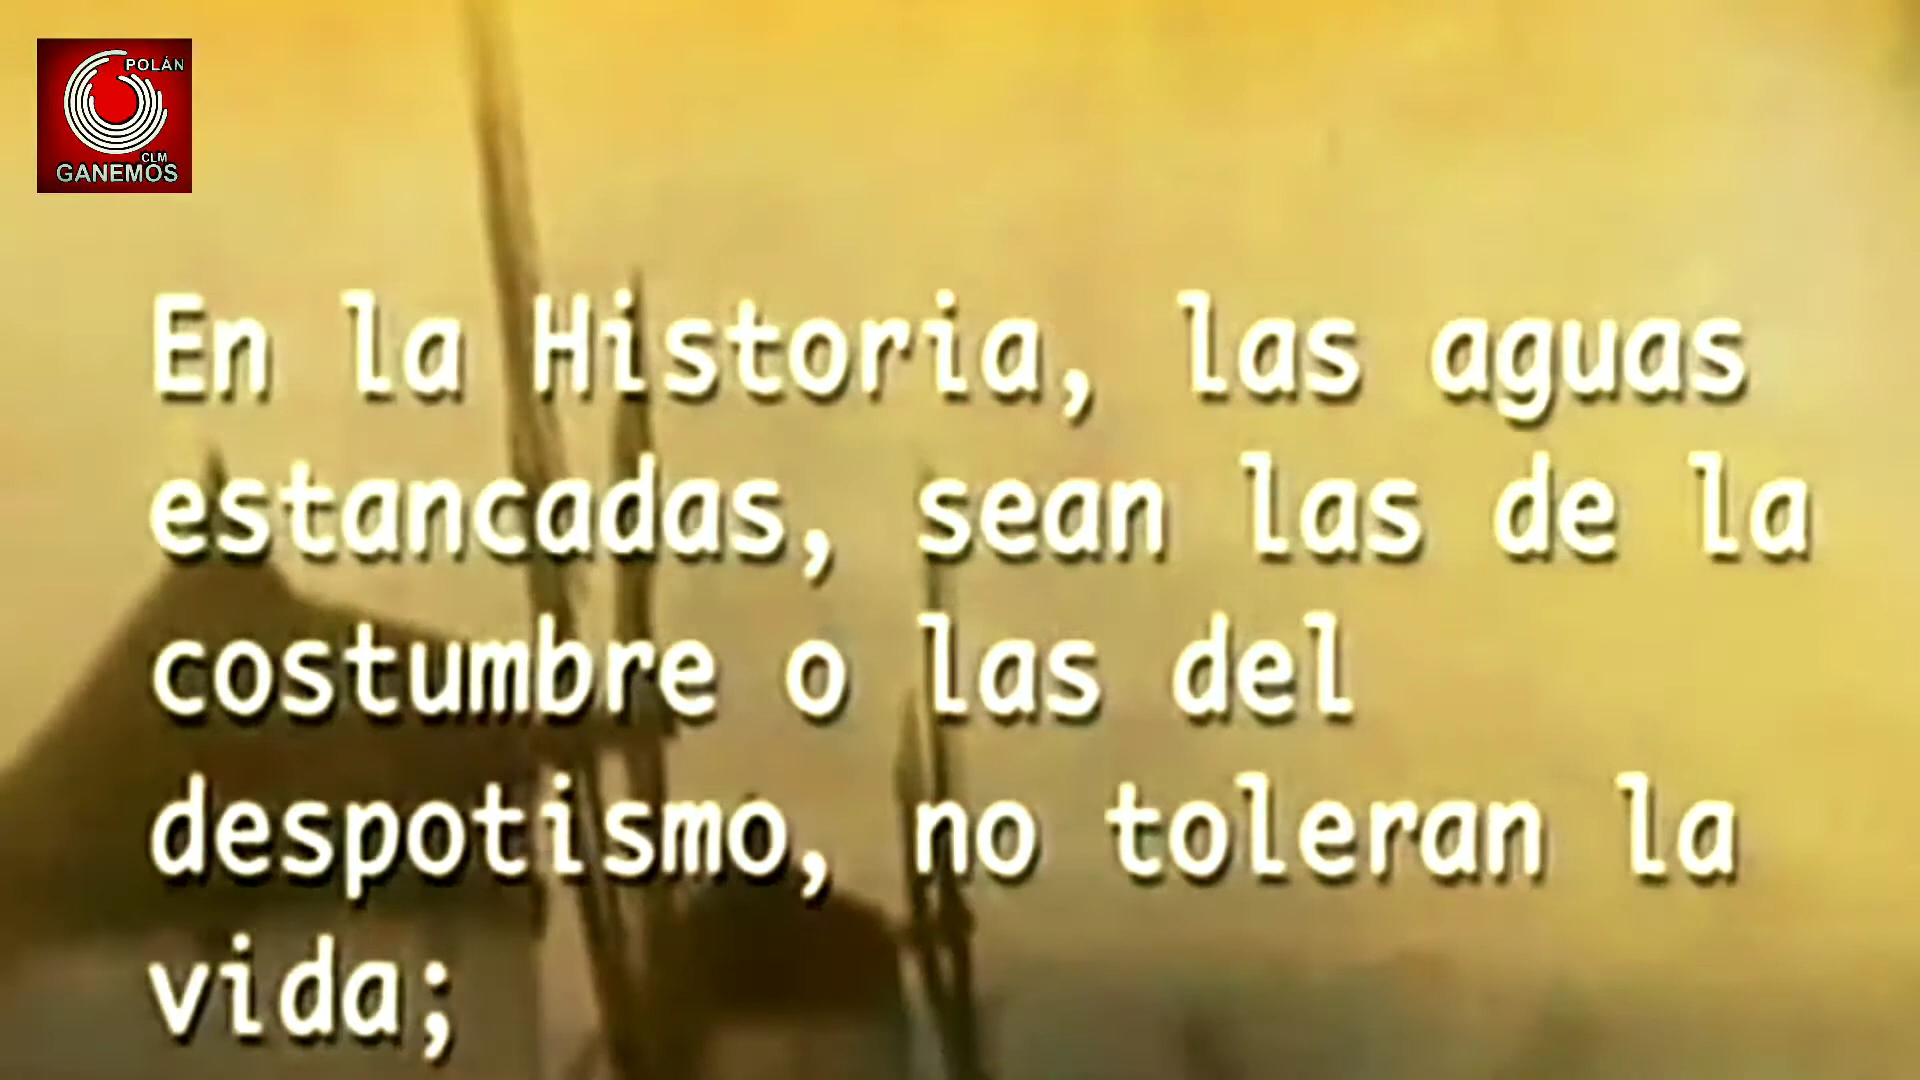 POLÁN
CLM
GANEMOS
En la Historia, las aguas
estancadas, sean las de la
costumbre o las del
despotismo, no toleran la
vida;